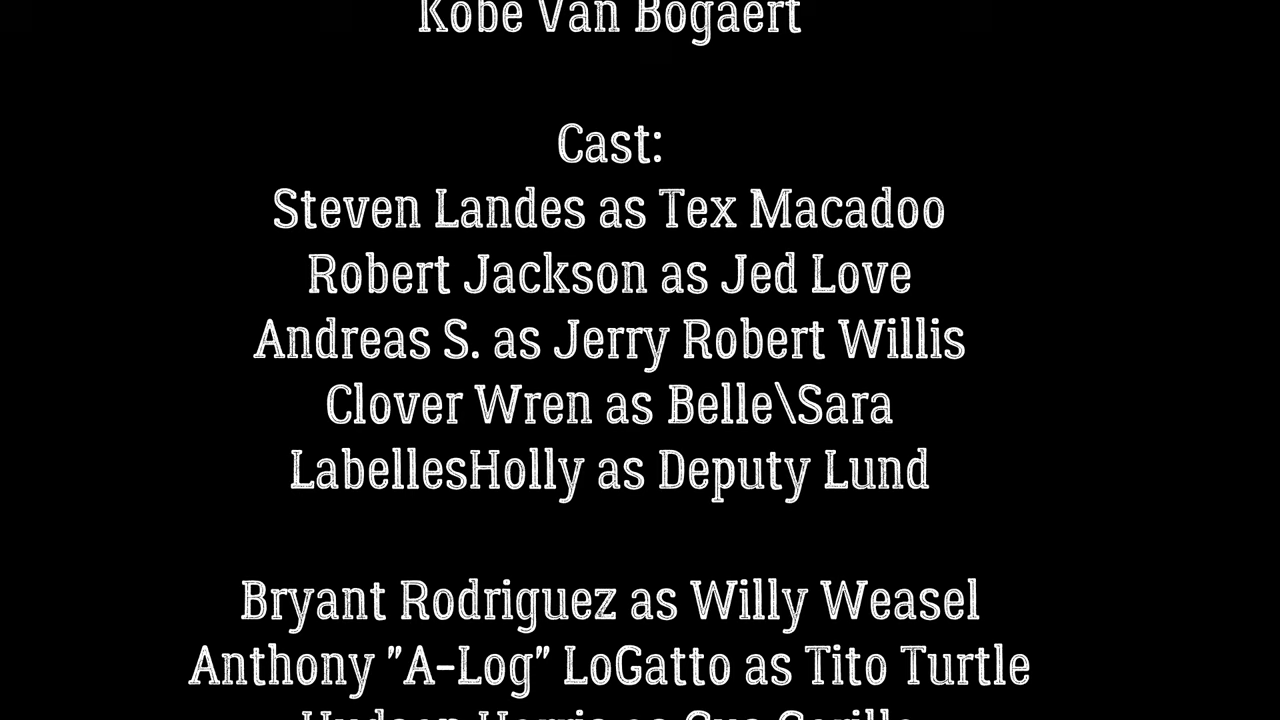 Kobe Van Bogaert
Cast:
Steven Landes as Tex Macadoo
Robert Jackson as Jed Love
Andreas S. as Jerry Robert Willis
Clover Wren as Belle\Sara
LabellesHolly as Deputy Lund
Bryant Rodriguez as Willy Weasel
Anthony "A-Log" LoGatto as Tito Turtle